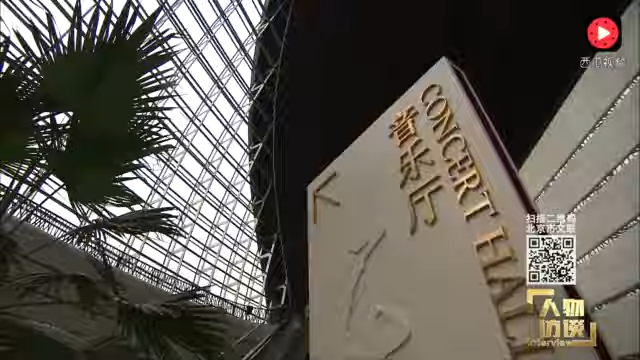 西瓜视频
CONCERT HALL
音乐厅
扫描二维码
北京市文联
人物
访谈
Interview